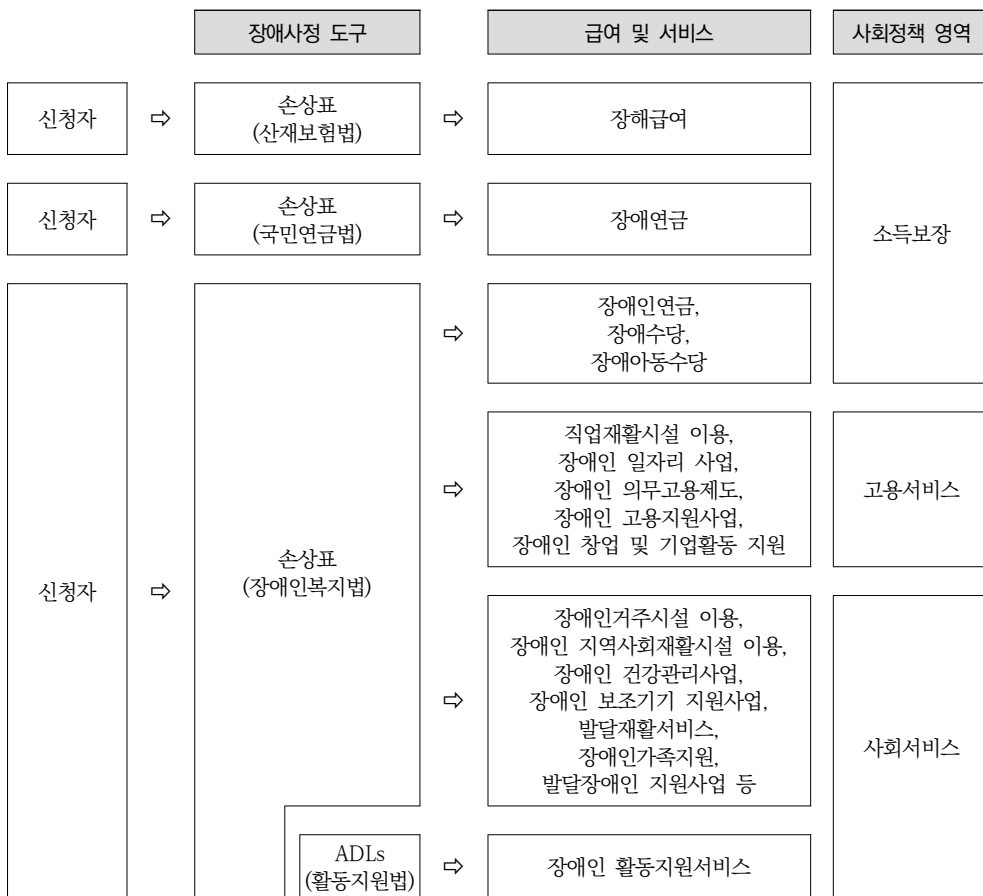 장애사정 도구
급여 및 서비스
사회정책 영역
신청자
⇨
손상표
(산재보험법)
⇨
장해급여
신청자
⇨
손상표
(국민연금법)
⇨
장애연금
소득보장
신청자
⇨
손상표
(장애인복지법)
⇨
장애인연금,
장애수당,
장애아동수당
⇨
직업재활시설 이용,
장애인 일자리 사업,
장애인 의무고용제도,
장애인 고용지원사업,
장애인 창업 및 기업활동 지원
고용서비스
⇨
장애인거주시설 이용,
장애인 지역사회재활시설 이용,
장애인 건강관리사업,
장애인 보조기기 지원사업,
발달재활서비스,
장애인가족지원,
발달장애인 지원사업 등
사회서비스
ADLs
(활동지원법)
⇨
장애인 활동지원서비스